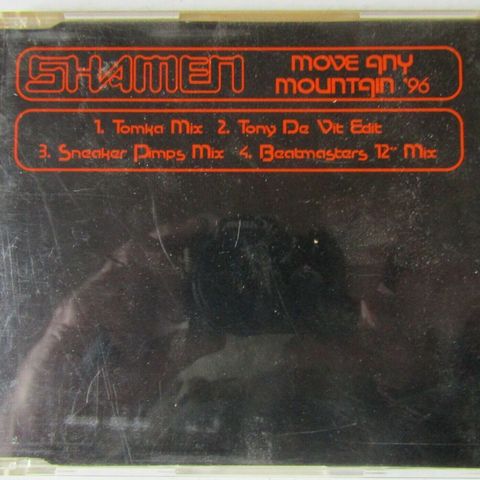 SHAMEN
MOVE ANY
MOUNTAIN '96
1. Tomka Mix 2. Tony De Vit Edit
3. Sneaker Pimps Mix 4. Beatmasters 12" Mix